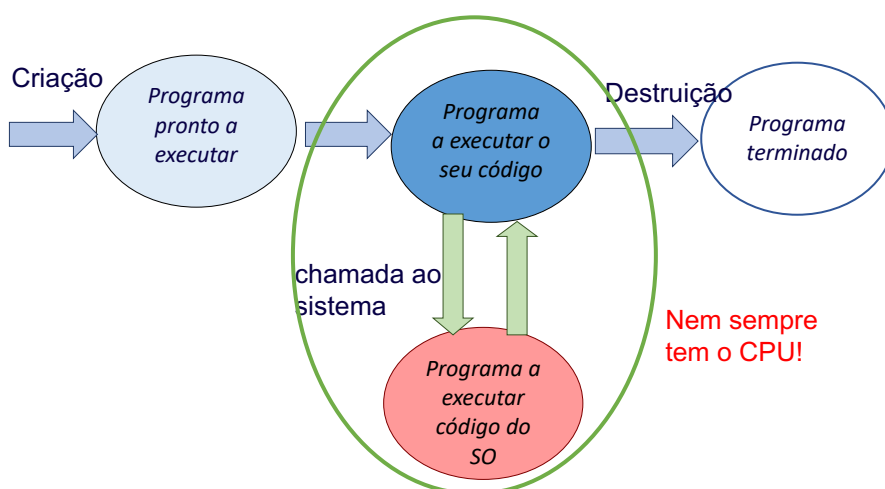 Criação
Programa
pronto a
executar
Programa
a executar o
seu código
Destruição
Programa
terminado
chamada ao
sistema
Programa a
executar
código do
SO
Nem sempre
tem o CPU!